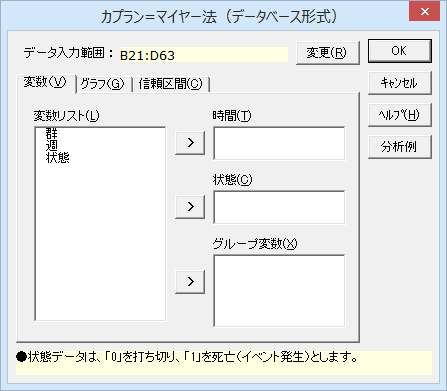 カプラン＝マイヤー法（データベース形式）
データ入力範囲： B21:D63 変更(R)
OK
キャンセル
ヘルプ(H)
分析例
変数(V) グラフ(G) 信頼区間(C)
変数リスト(L)
群
週
状態
>
>
>
時間(T)
状態(C)
グループ変数(X)
●状態データは、「0」を打ち切り、「1」を死亡（イベント発生）とします。